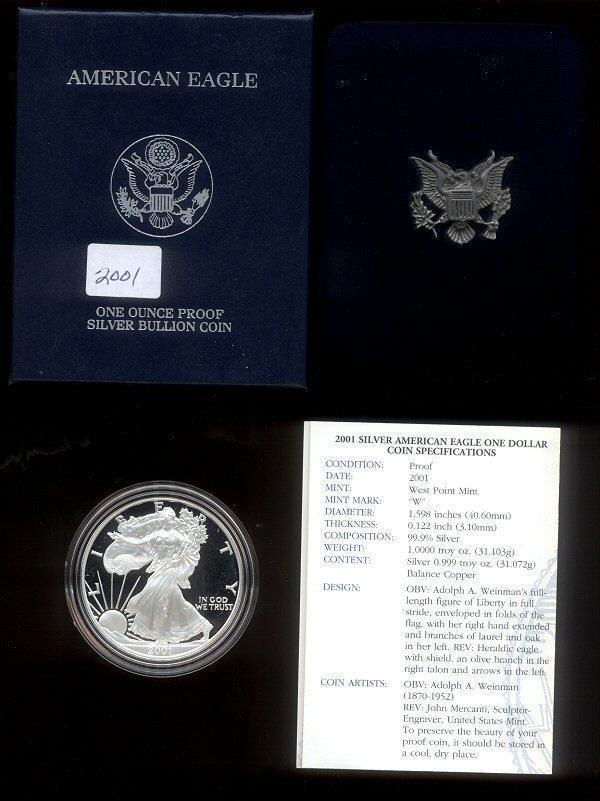 AMERICAN EAGLE
2001
ONE OUNCE PROOF
SILVER BULLION COIN
LIBERTY
IN GOD
WE TRUST
2001
2001 SILVER AMERICAN EAGLE ONE DOLLAR
COIN SPECIFICATIONS
CONDITION: Proof
DATE: 2001
MINT: West Point Mint
MINT MARK: "W"
DIAMETER: 1.598 inches (40.60mm)
THICKNESS: 0.122 inch (3.10mm)
COMPOSITION: 99.9% Silver
WEIGHT: 1.0000 troy oz. (31.103g)
CONTENT: Silver 0.999 troy oz. (31.072g)
Balance Copper
DESIGN: OBV: Adolph A. Weinman's full-
length figure of Liberty in full
stride, enveloped in folds of the
flag, with her right hand extended
and branches of laurel and oak
in her left. REV: Heraldic eagle
with shield, an olive branch in the
right talon and arrows in the left.
COIN ARTISTS: OBV: Adolph A. Weinman
(1870-1952)
REV: John Mercanti, Sculptor-
Engraver, United States Mint.
To preserve the beauty of your
proof coin, it should be stored in
a cool, dry place.